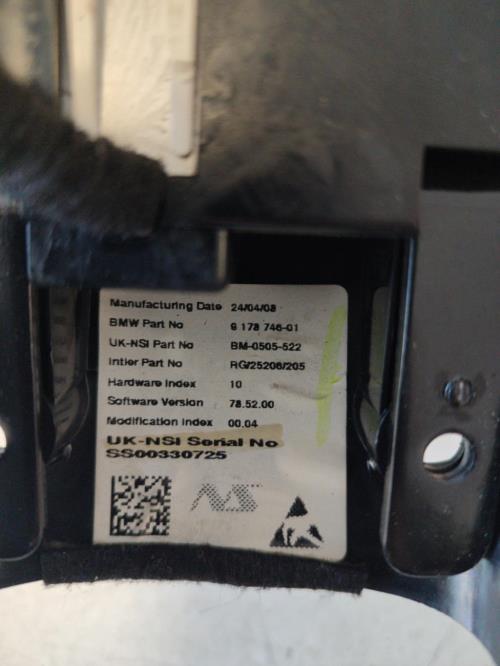 Manufacturing Date 24/04/08
BMW Part No 9 178 746-01
UK-NSI Part No BM-0505-522
Intier Part No RG/25206/205
Hardware Index 10
Software Version 78.52.00
Modification Index 00.04
UK-NSI Serial No
SS00330725